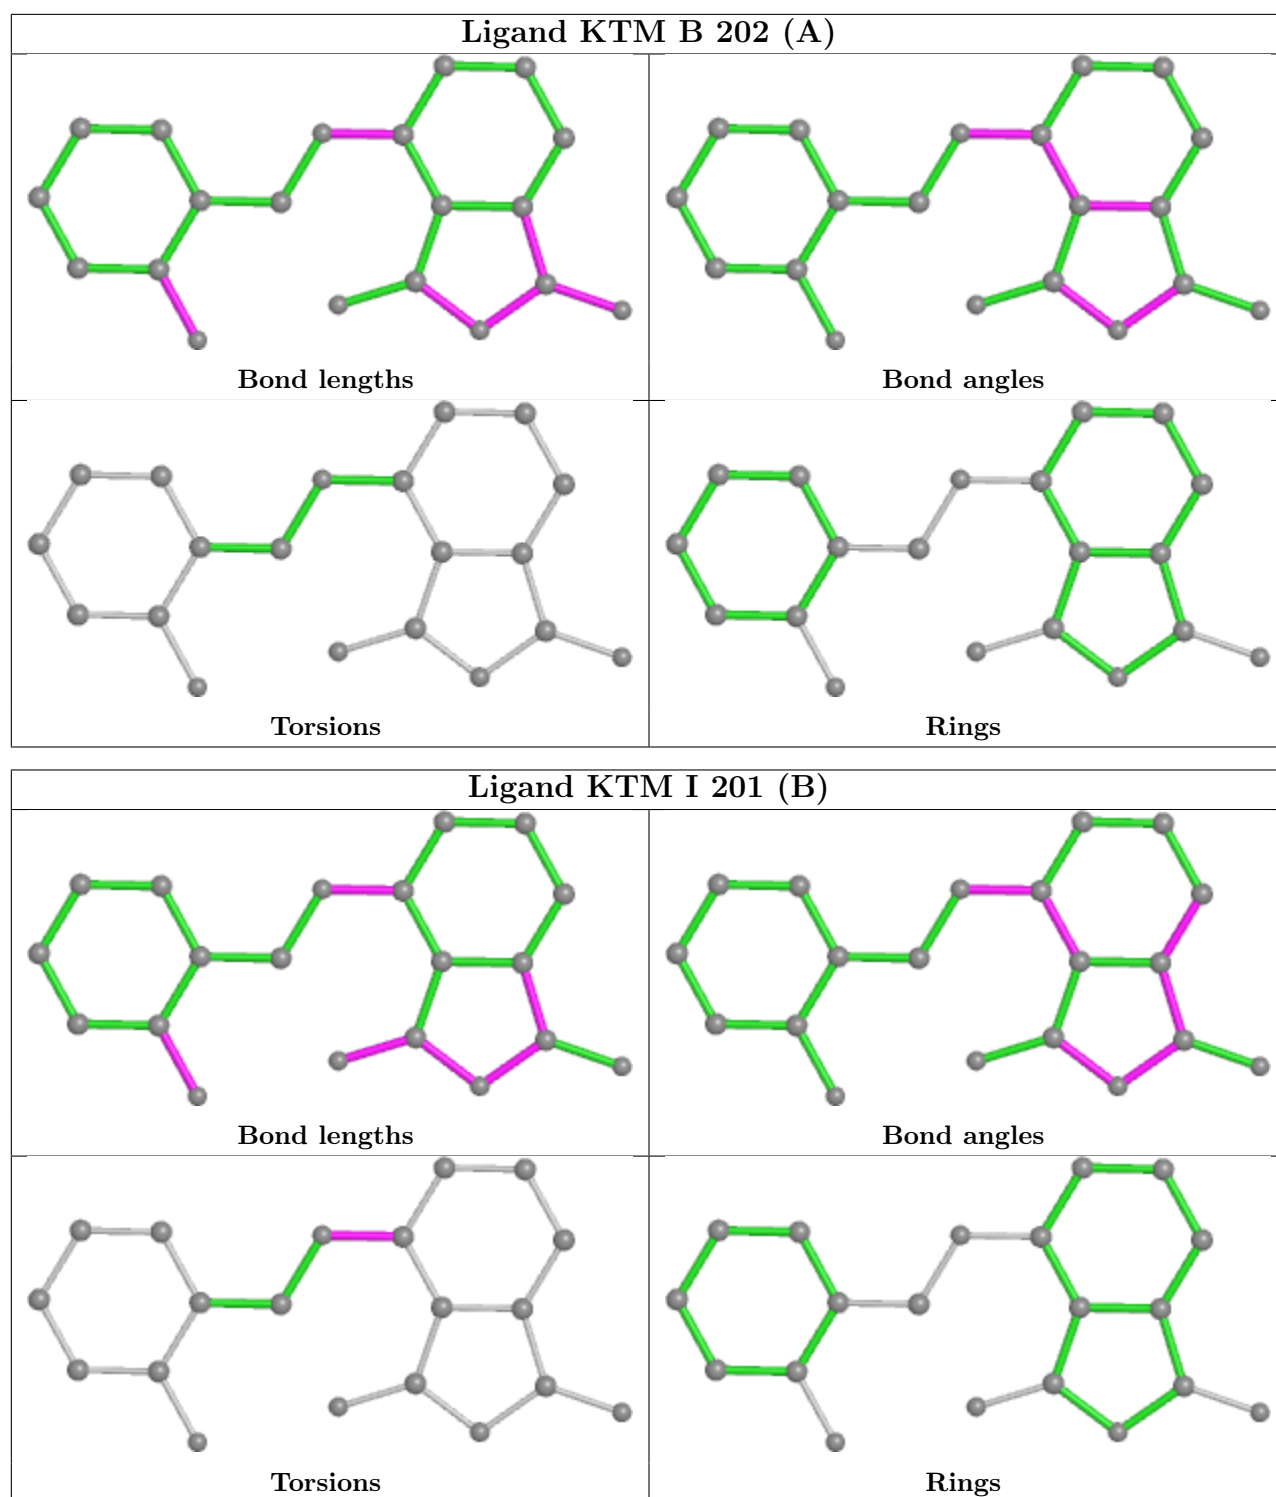 Ligand KTM B 202 (A)
Bond lengths
Bond angles
Torsions
Rings
Ligand KTM I 201 (B)
Bond lengths
Bond angles
Torsions
Rings